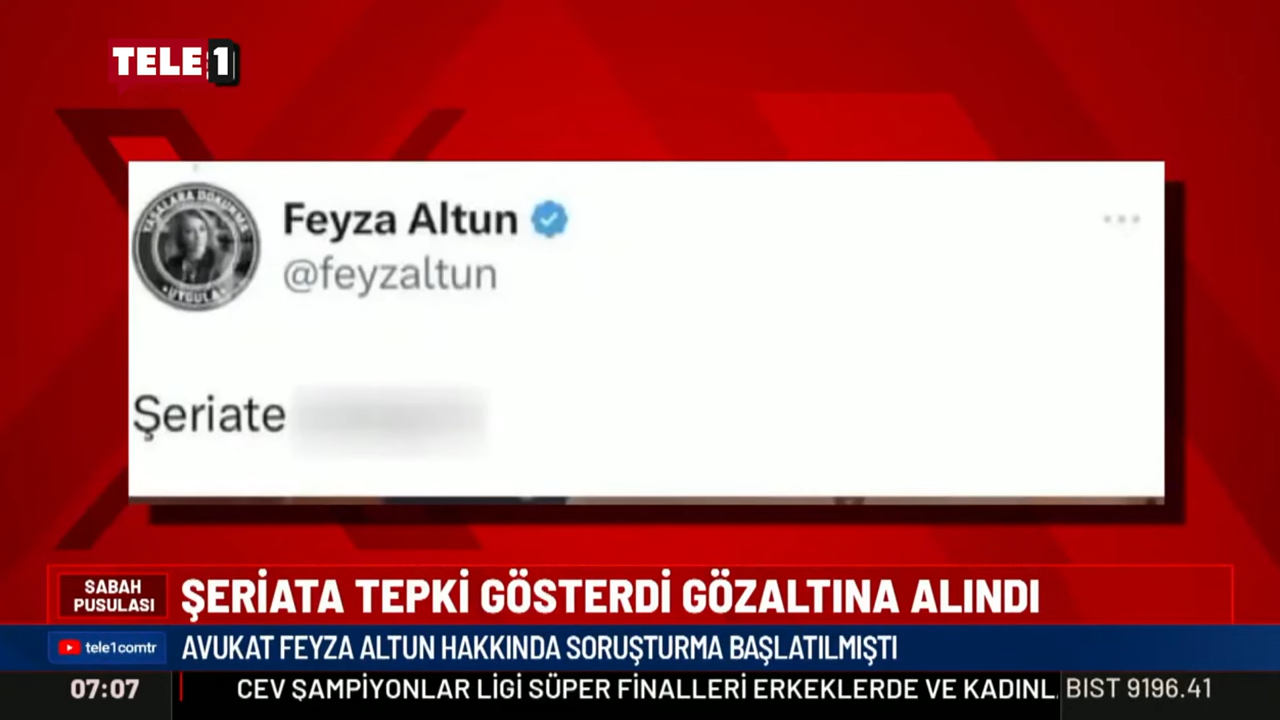 TELE1
Feyza Altun
@feyzaltun
Şeriate
SABAH
PUSULASI
ŞERİATA TEPKİ GÖSTERDİ GÖZALTINA ALINDI
tele1comtr
AVUKAT FEYZA ALTUN HAKKINDA SORUŞTURMA BAŞLATILMIŞTI
07:07
CEV ŞAMPİYONLAR LİGİ SÜPER FİNALLERİ ERKEKLERDE VE KADINL
BIST 9196.41